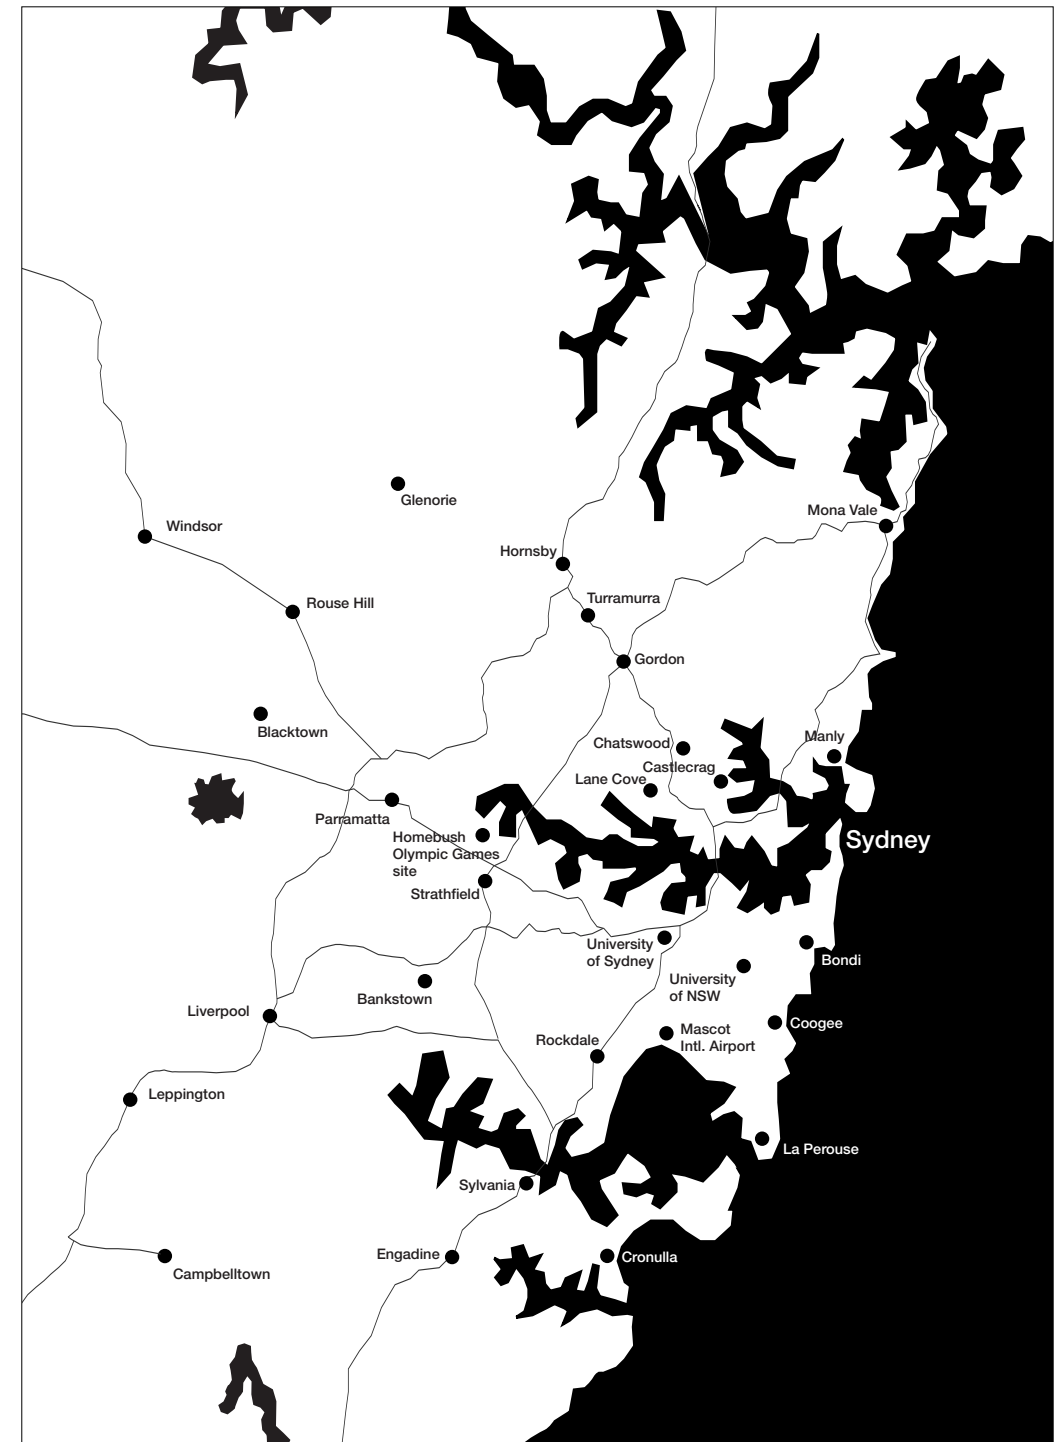 Glenorie
Mona Vale
Windsor
Hornsby
Turramurra
Rouse Hill
Gordon
Blacktown
Manly
Chatswood
Castlecrag
Lane Cove
Parramatta
Homebush
Olympic Games
site
Sydney
Strathfield
University
of Sydney
Bondi
University
of NSW
Bankstown
Liverpool
Coogee
Mascot
Intl. Airport
Rockdale
Leppington
La Perouse
Sylvania
Engadine
Cronulla
Campbelltown